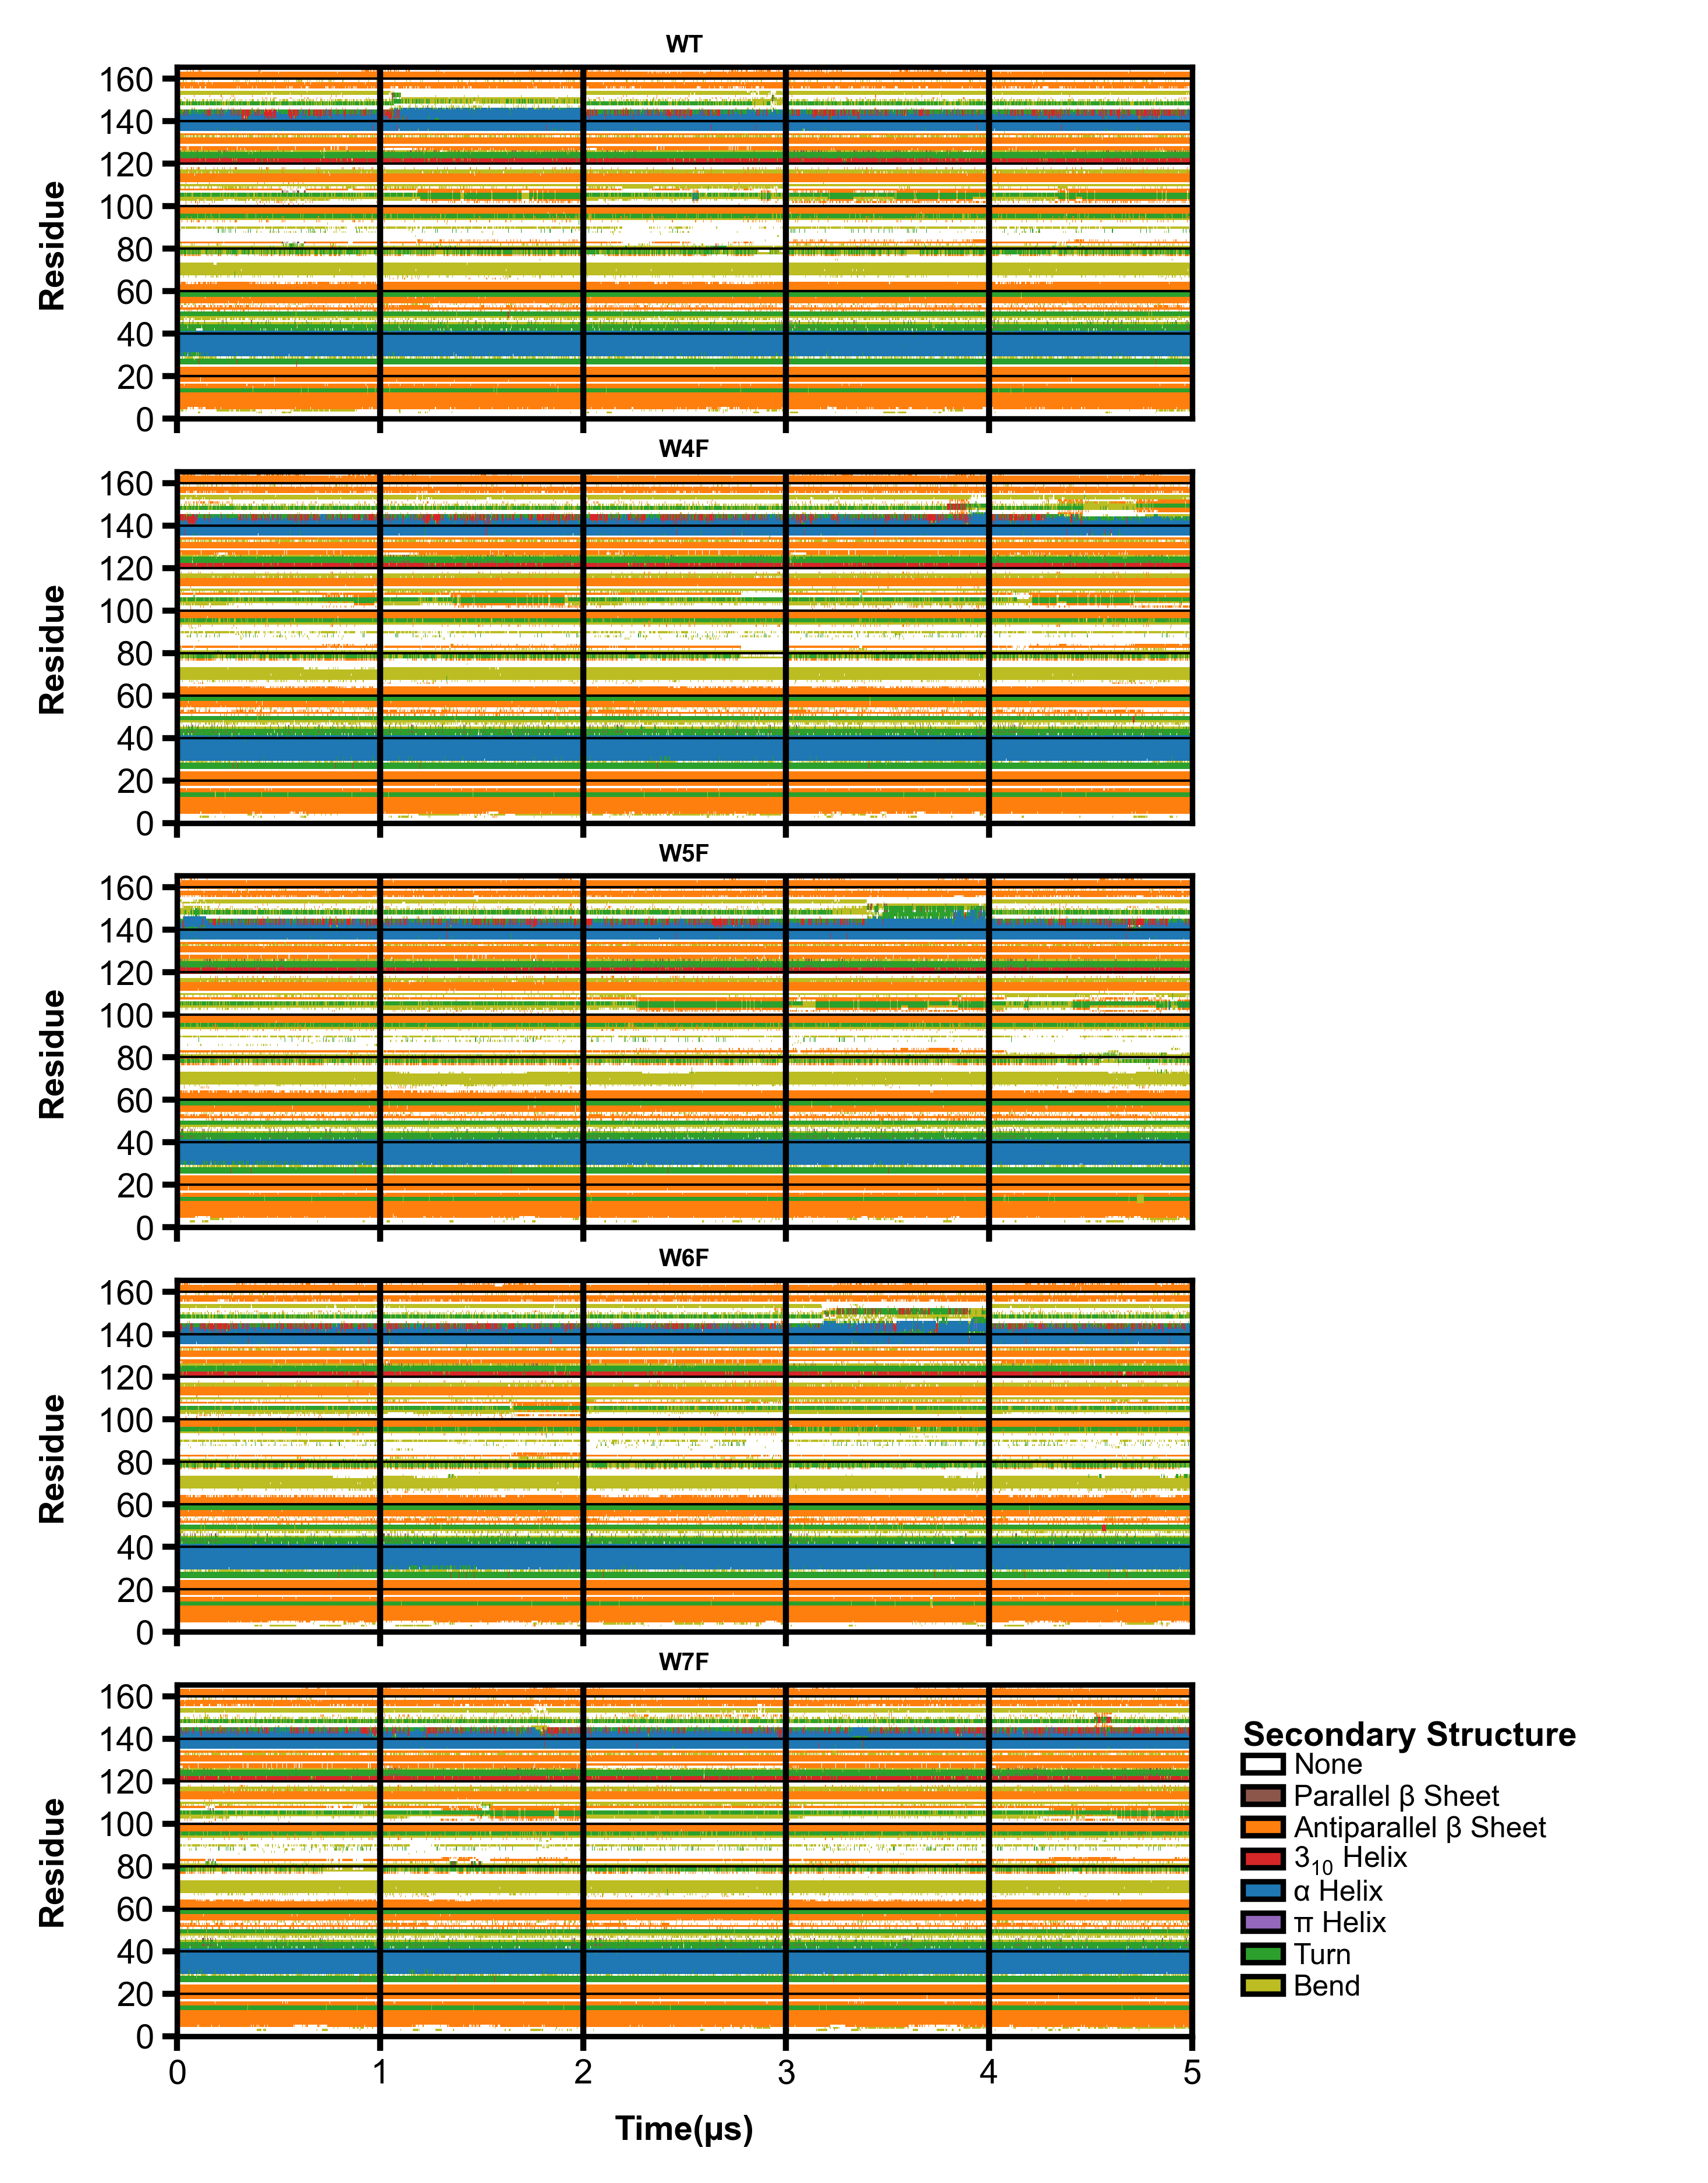 WT
160
140
120
100
80
60
40
20
0
Residue
W4F
160
140
120
100
80
60
40
20
0
Residue
W5F
160
140
120
100
80
60
40
20
0
Residue
W6F
160
140
120
100
80
60
40
20
0
Residue
W7F
160
140
120
100
80
60
40
20
0
Residue
0 1 2 3 4 5
Time(µs)
Secondary Structure
None
Parallel β Sheet
Antiparallel β Sheet
3₁₀ Helix
α Helix
π Helix
Turn
Bend